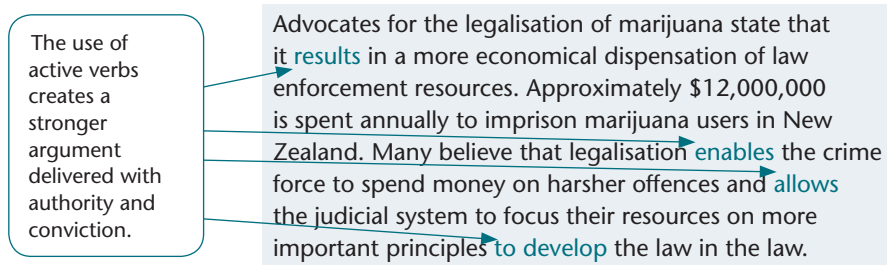 The use of
active verbs
creates a
stronger
argument
delivered with
authority and
conviction.
Advocates for the legalisation of marijuana state that
it results in a more economical dispensation of law
enforcement resources. Approximately $12,000,000
is spent annually to imprison marijuana users in New
Zealand. Many believe that legalisation enables the crime
force to spend money on harsher offences and allows
the judicial system to focus their resources on more
important principles to develop the law in the law.